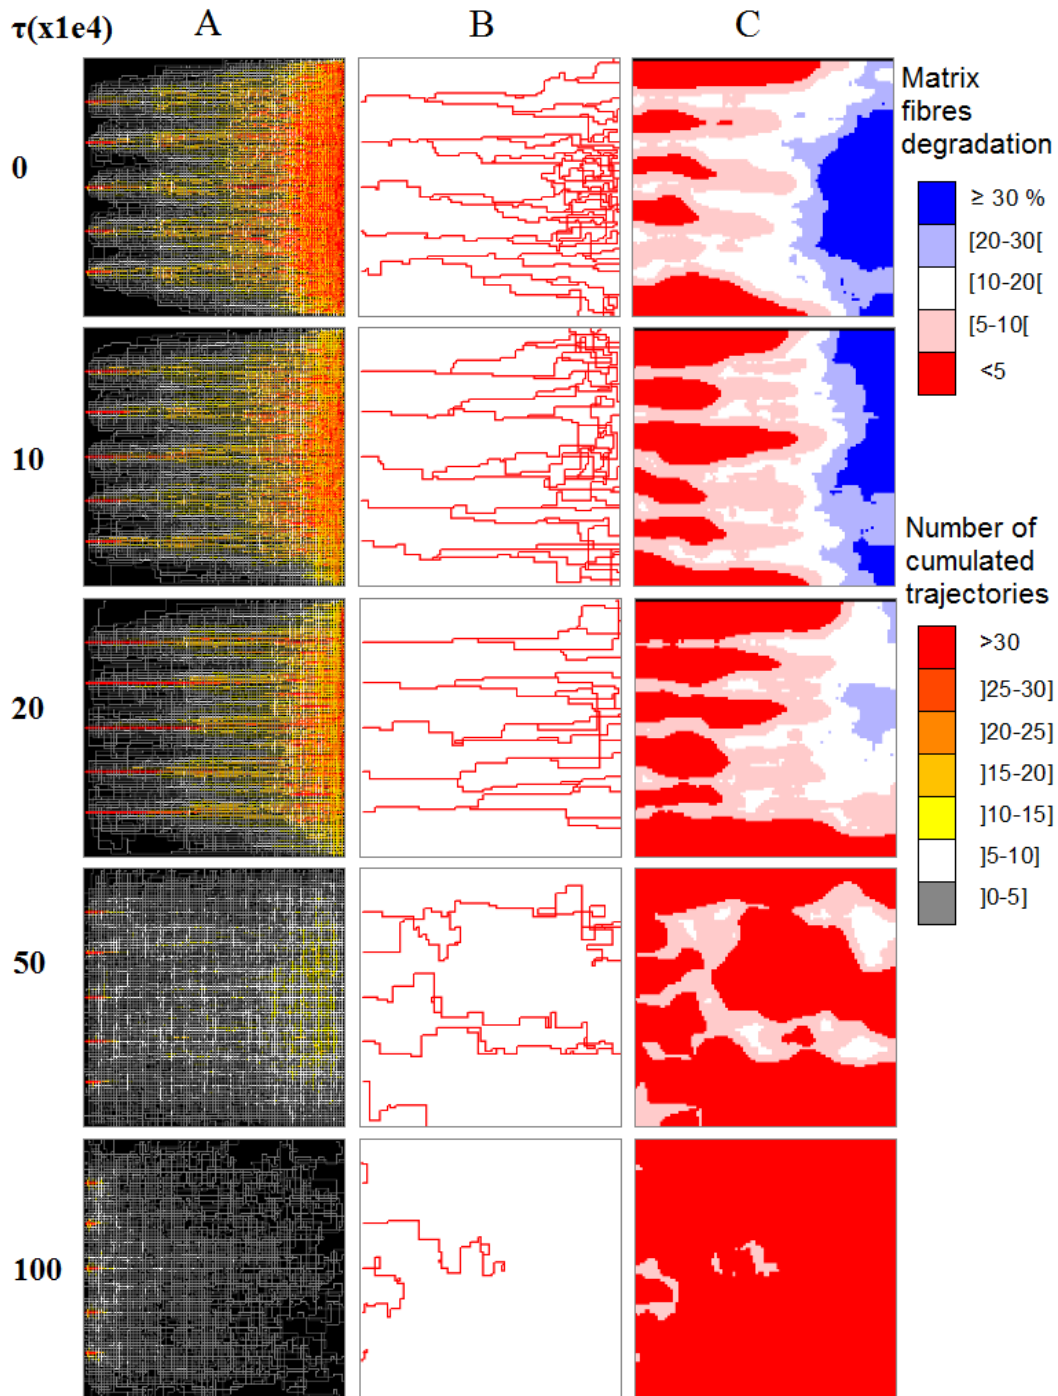 τ(x1e4) A B C
0
10
20
50
100
Matrix
fibres
degradation
≥ 30 %
[20-30[
[10-20[
[5-10[
<5
Number of
cumulated
trajectories
>30
]25-30]
]20-25]
]15-20]
]10-15]
]5-10]
]0-5]